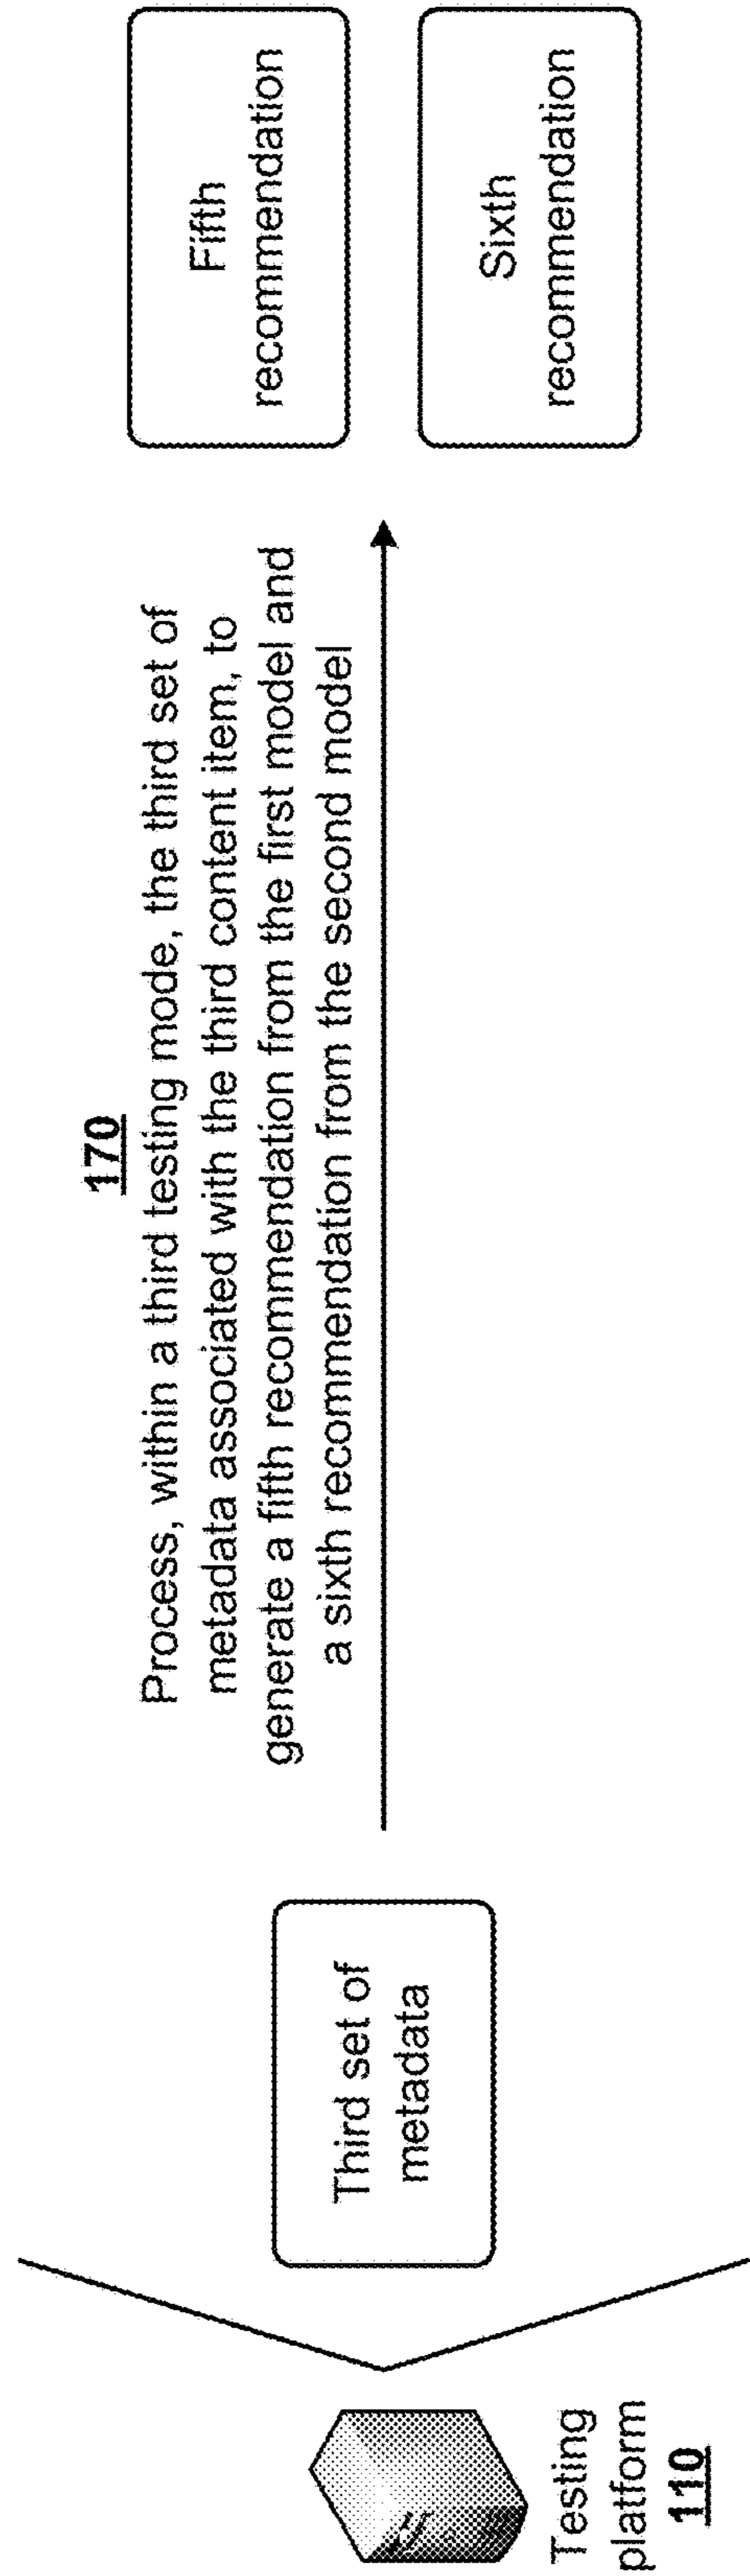 170
Process, within a third testing mode, the third set of
metadata associated with the third content item, to
generate a fifth recommendation from the first model and
a sixth recommendation from the second model
Fifth
recommendation
Sixth
recommendation
Third set of
metadata
Testing
platform
110